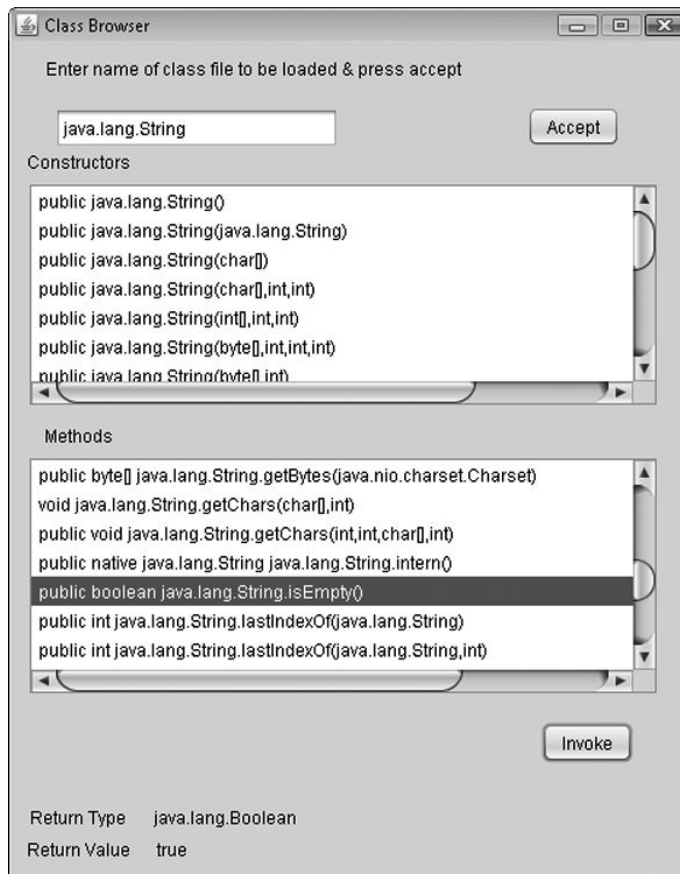 Class Browser
Enter name of class file to be loaded & press accept
java.lang.String
Accept
Constructors
public java.lang.String()
public java.lang.String(java.lang.String)
public java.lang.String(char[])
public java.lang.String(char[],int,int)
public java.lang.String(int[],int,int)
public java.lang.String(byte[],int,int,int)
public java.lang.String(byte[],int)
Methods
public byte[] java.lang.String.getBytes(java.nio.charset.Charset)
void java.lang.String.getChars(char[],int)
public void java.lang.String.getChars(int,int,char[],int)
public native java.lang.String java.lang.String.intern()
public boolean java.lang.String.isEmpty()
public int java.lang.String.lastIndexOf(java.lang.String)
public int java.lang.String.lastIndexOf(java.lang.String,int)
Invoke
Return Type java.lang.Boolean
Return Value true